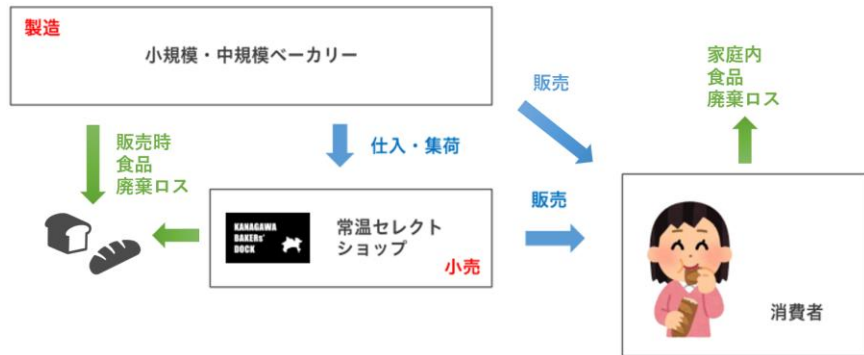 製造
小規模・中規模ベーカリー
販売時
食品
廃棄ロス
仕入・集荷
販売
家庭内
食品
廃棄ロス
KANAGAWA
BAKERs'
DOCK
常温セレクト
ショップ
小売
販売
消費者